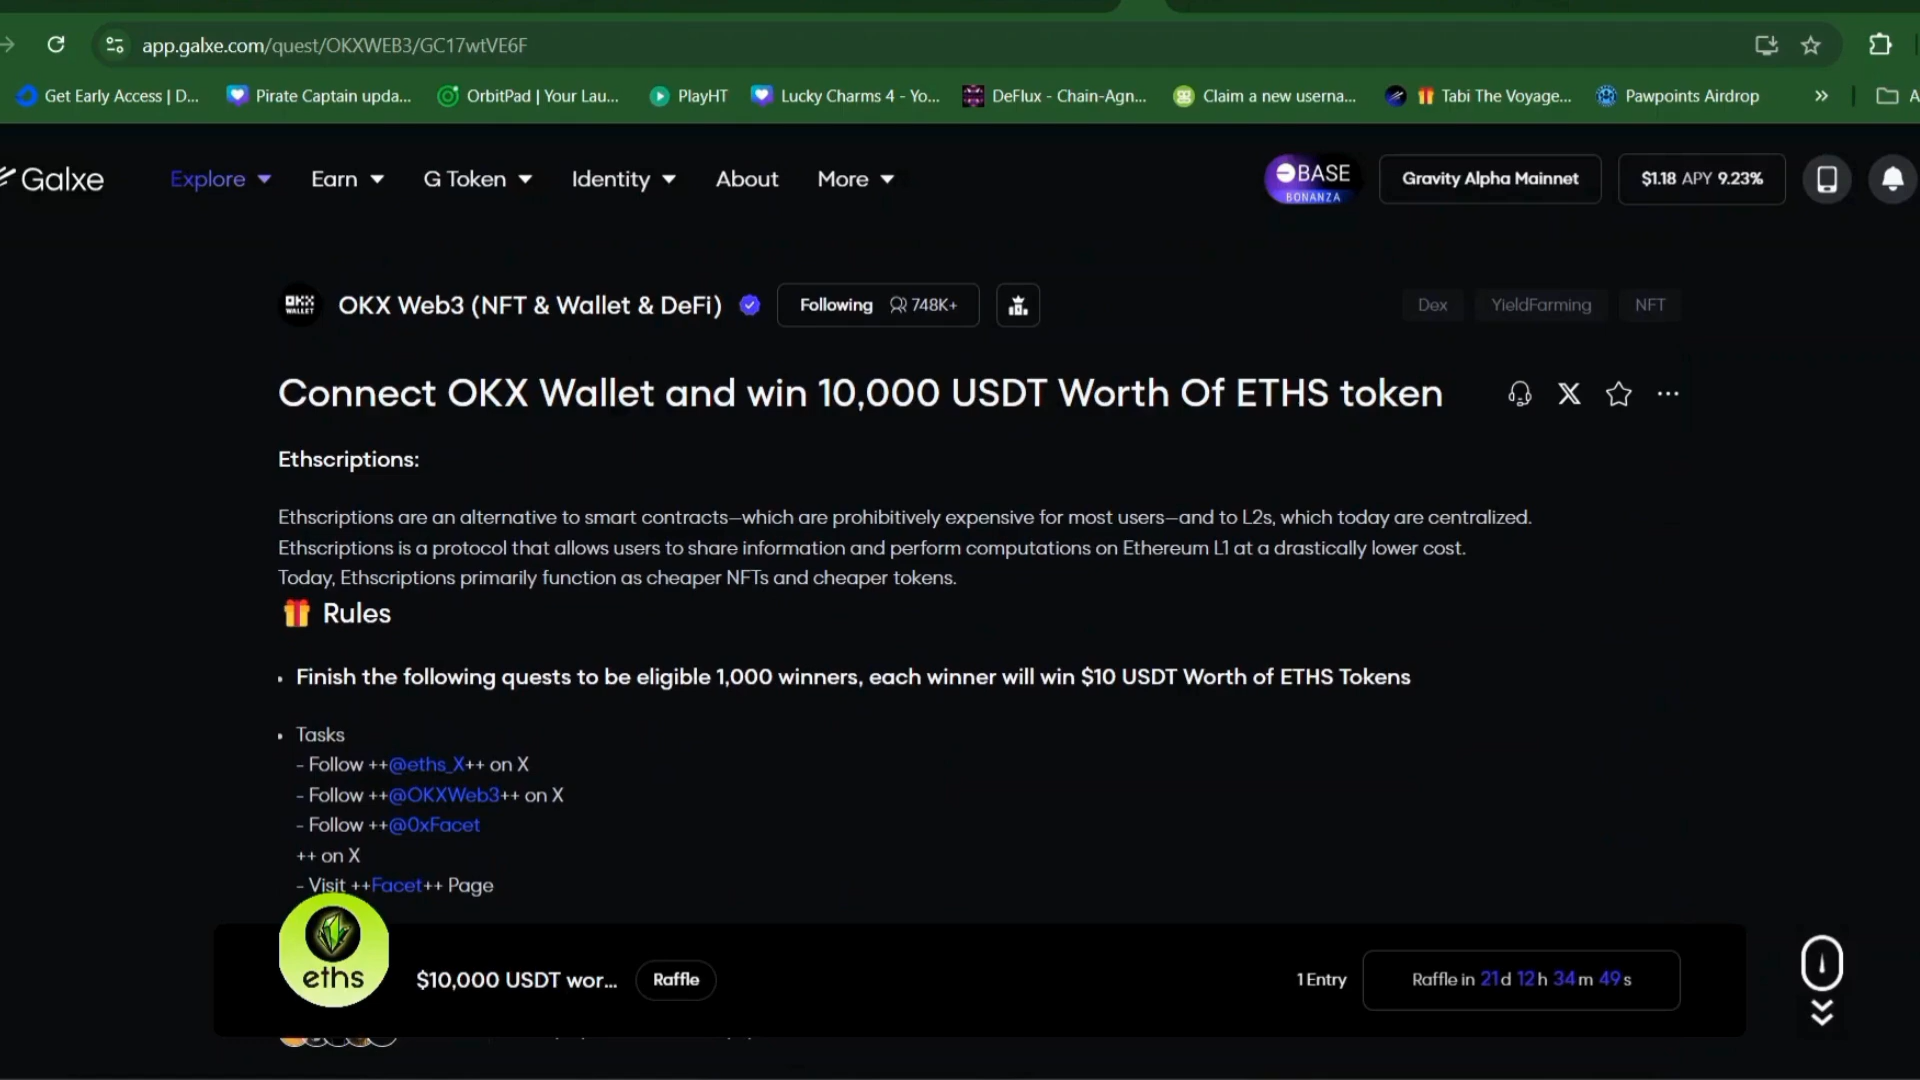 app.galxe.com/quest/OKXWEB3/GC17wtVE6F
Get Early Access | D... Pirate Captain upda... OrbitPad | Your Lau... PlayHT Lucky Charms 4 - Yo... DeFlux - Chain-Agn... Claim a new userna... Tabi The Voyage... Pawpoints Airdrop » A
Galxe Explore Earn G Token Identity About More BASE BONANZA Gravity Alpha Mainnet $1.18 APY 9.23%
OKX WALLET OKX Web3 (NFT & Wallet & DeFi) Following 748K+ Dex YieldFarming NFT
Connect OKX Wallet and win 10,000 USDT Worth Of ETHS token
Ethscriptions:
Ethscriptions are an alternative to smart contracts—which are prohibitively expensive for most users—and to L2s, which today are centralized.
Ethscriptions is a protocol that allows users to share information and perform computations on Ethereum L1 at a drastically lower cost.
Today, Ethscriptions primarily function as cheaper NFTs and cheaper tokens.
Rules
• Finish the following quests to be eligible 1,000 winners, each winner will win $10 USDT Worth of ETHS Tokens
• Tasks
- Follow ++@eths_X++ on X
- Follow ++@OKXWeb3++ on X
- Follow ++@0xFacet
++ on X
- Visit ++Facet++ Page
eths
$10,000 USDT wor... Raffle 1 Entry Raffle in 21d 12h 34m 49s